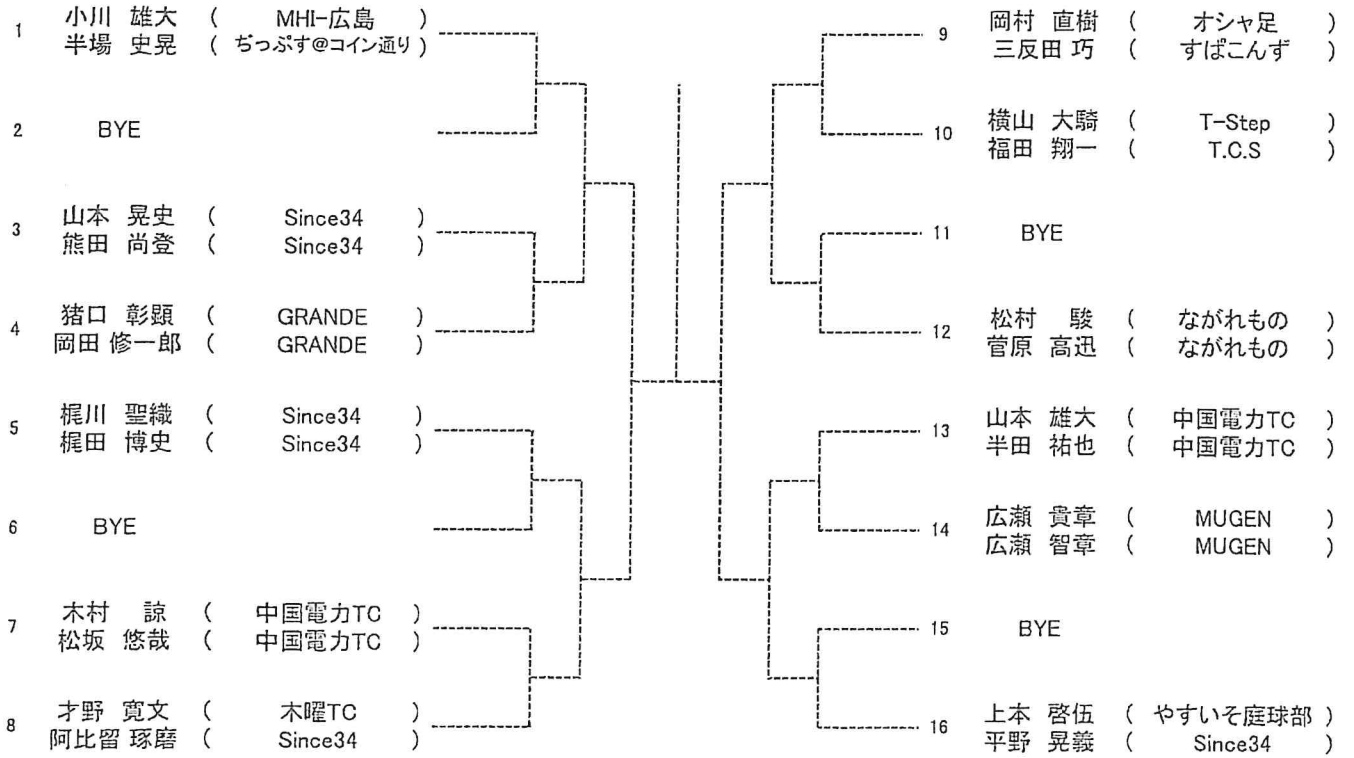 1 小川 雄大 ( MHI-広島 )
半場 史晃 ( ぢっぷす@コイン通り )
2 BYE
3 山本 晃史 ( Since34 )
熊田 尚登 ( Since34 )
4 猪口 彰顕 ( GRANDE )
岡田 修一郎 ( GRANDE )
5 梶川 聖織 ( Since34 )
梶田 博史 ( Since34 )
6 BYE
7 木村 諒 ( 中国電力TC )
松坂 悠哉 ( 中国電力TC )
8 才野 寛文 ( 木曜TC )
阿比留 琢磨 ( Since34 )
9 岡村 直樹 ( オシャ足 )
三反田 巧 ( すぱこんず )
10 横山 大騎 ( T-Step )
福田 翔一 ( T.C.S )
11 BYE
12 松村 駿 ( ながれもの )
菅原 高迅 ( ながれもの )
13 山本 雄大 ( 中国電力TC )
半田 祐也 ( 中国電力TC )
14 広瀬 貴章 ( MUGEN )
広瀬 智章 ( MUGEN )
15 BYE
16 上本 啓伍 ( やすいそ庭球部 )
平野 晃義 ( Since34 )